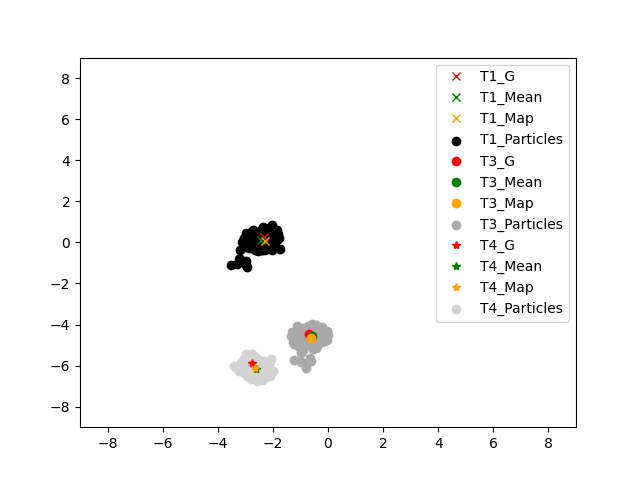 8
6
4
2
0
−2
−4
−6
−8
−8 −6 −4 −2 0 2 4 6 8
T1_G
T1_Mean
T1_Map
T1_Particles
T3_G
T3_Mean
T3_Map
T3_Particles
T4_G
T4_Mean
T4_Map
T4_Particles